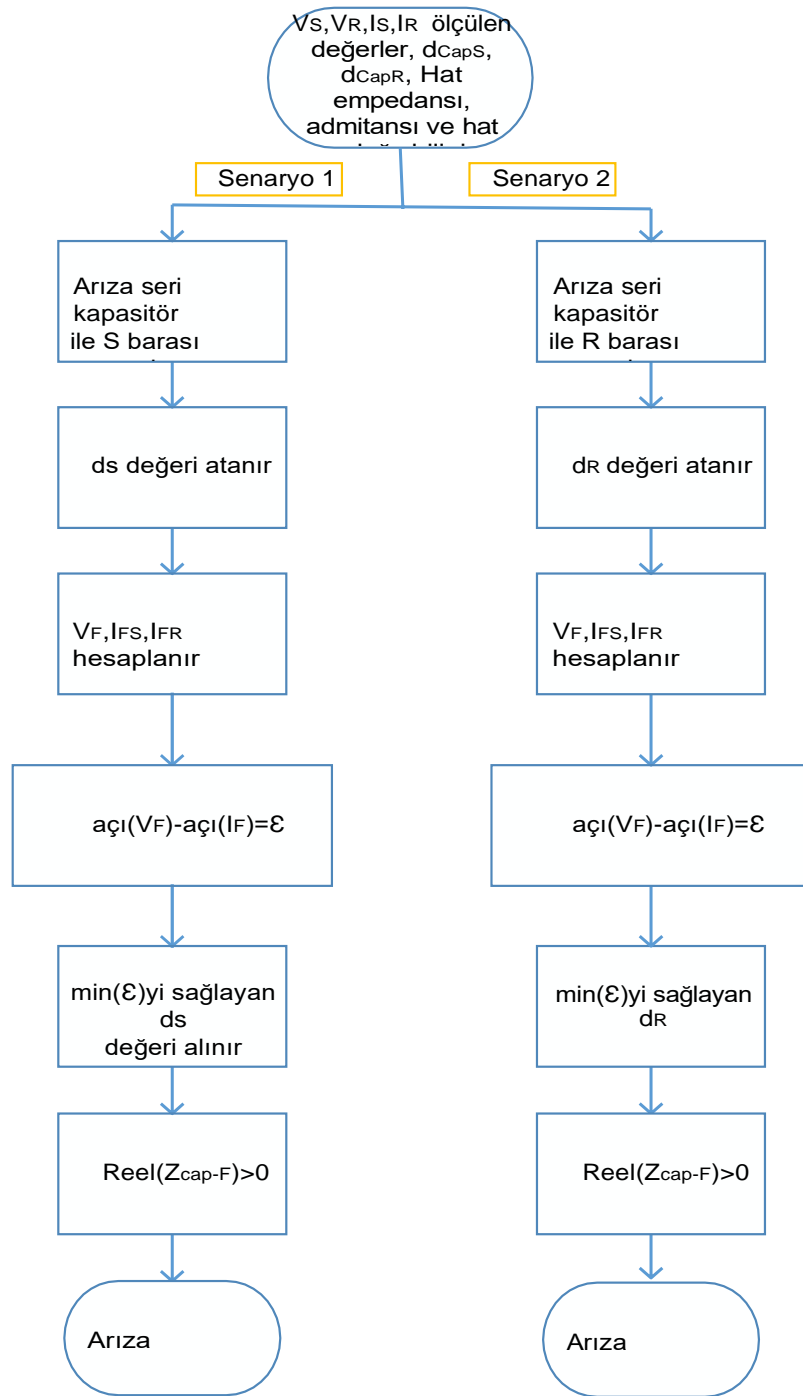 VS,VR,IS,IR ölçülen
değerler, dCapS,
dCapR, Hat
empedansı,
admitansı ve hat
Senaryo 1
Senaryo 2
Arıza seri
kapasitör
ile S barası
Arıza seri
kapasitör
ile R barası
ds değeri atanır
dR değeri atanır
VF,IFS,IFR
hesaplanır
VF,IFS,IFR
hesaplanır
açı(VF)-açı(IF)=Ɛ
açı(VF)-açı(IF)=Ɛ
min(Ɛ)yi sağlayan
ds
değeri alınır
min(Ɛ)yi sağlayan
dR
Reel(Zcap-F)>0
Reel(Zcap-F)>0
Arıza
Arıza